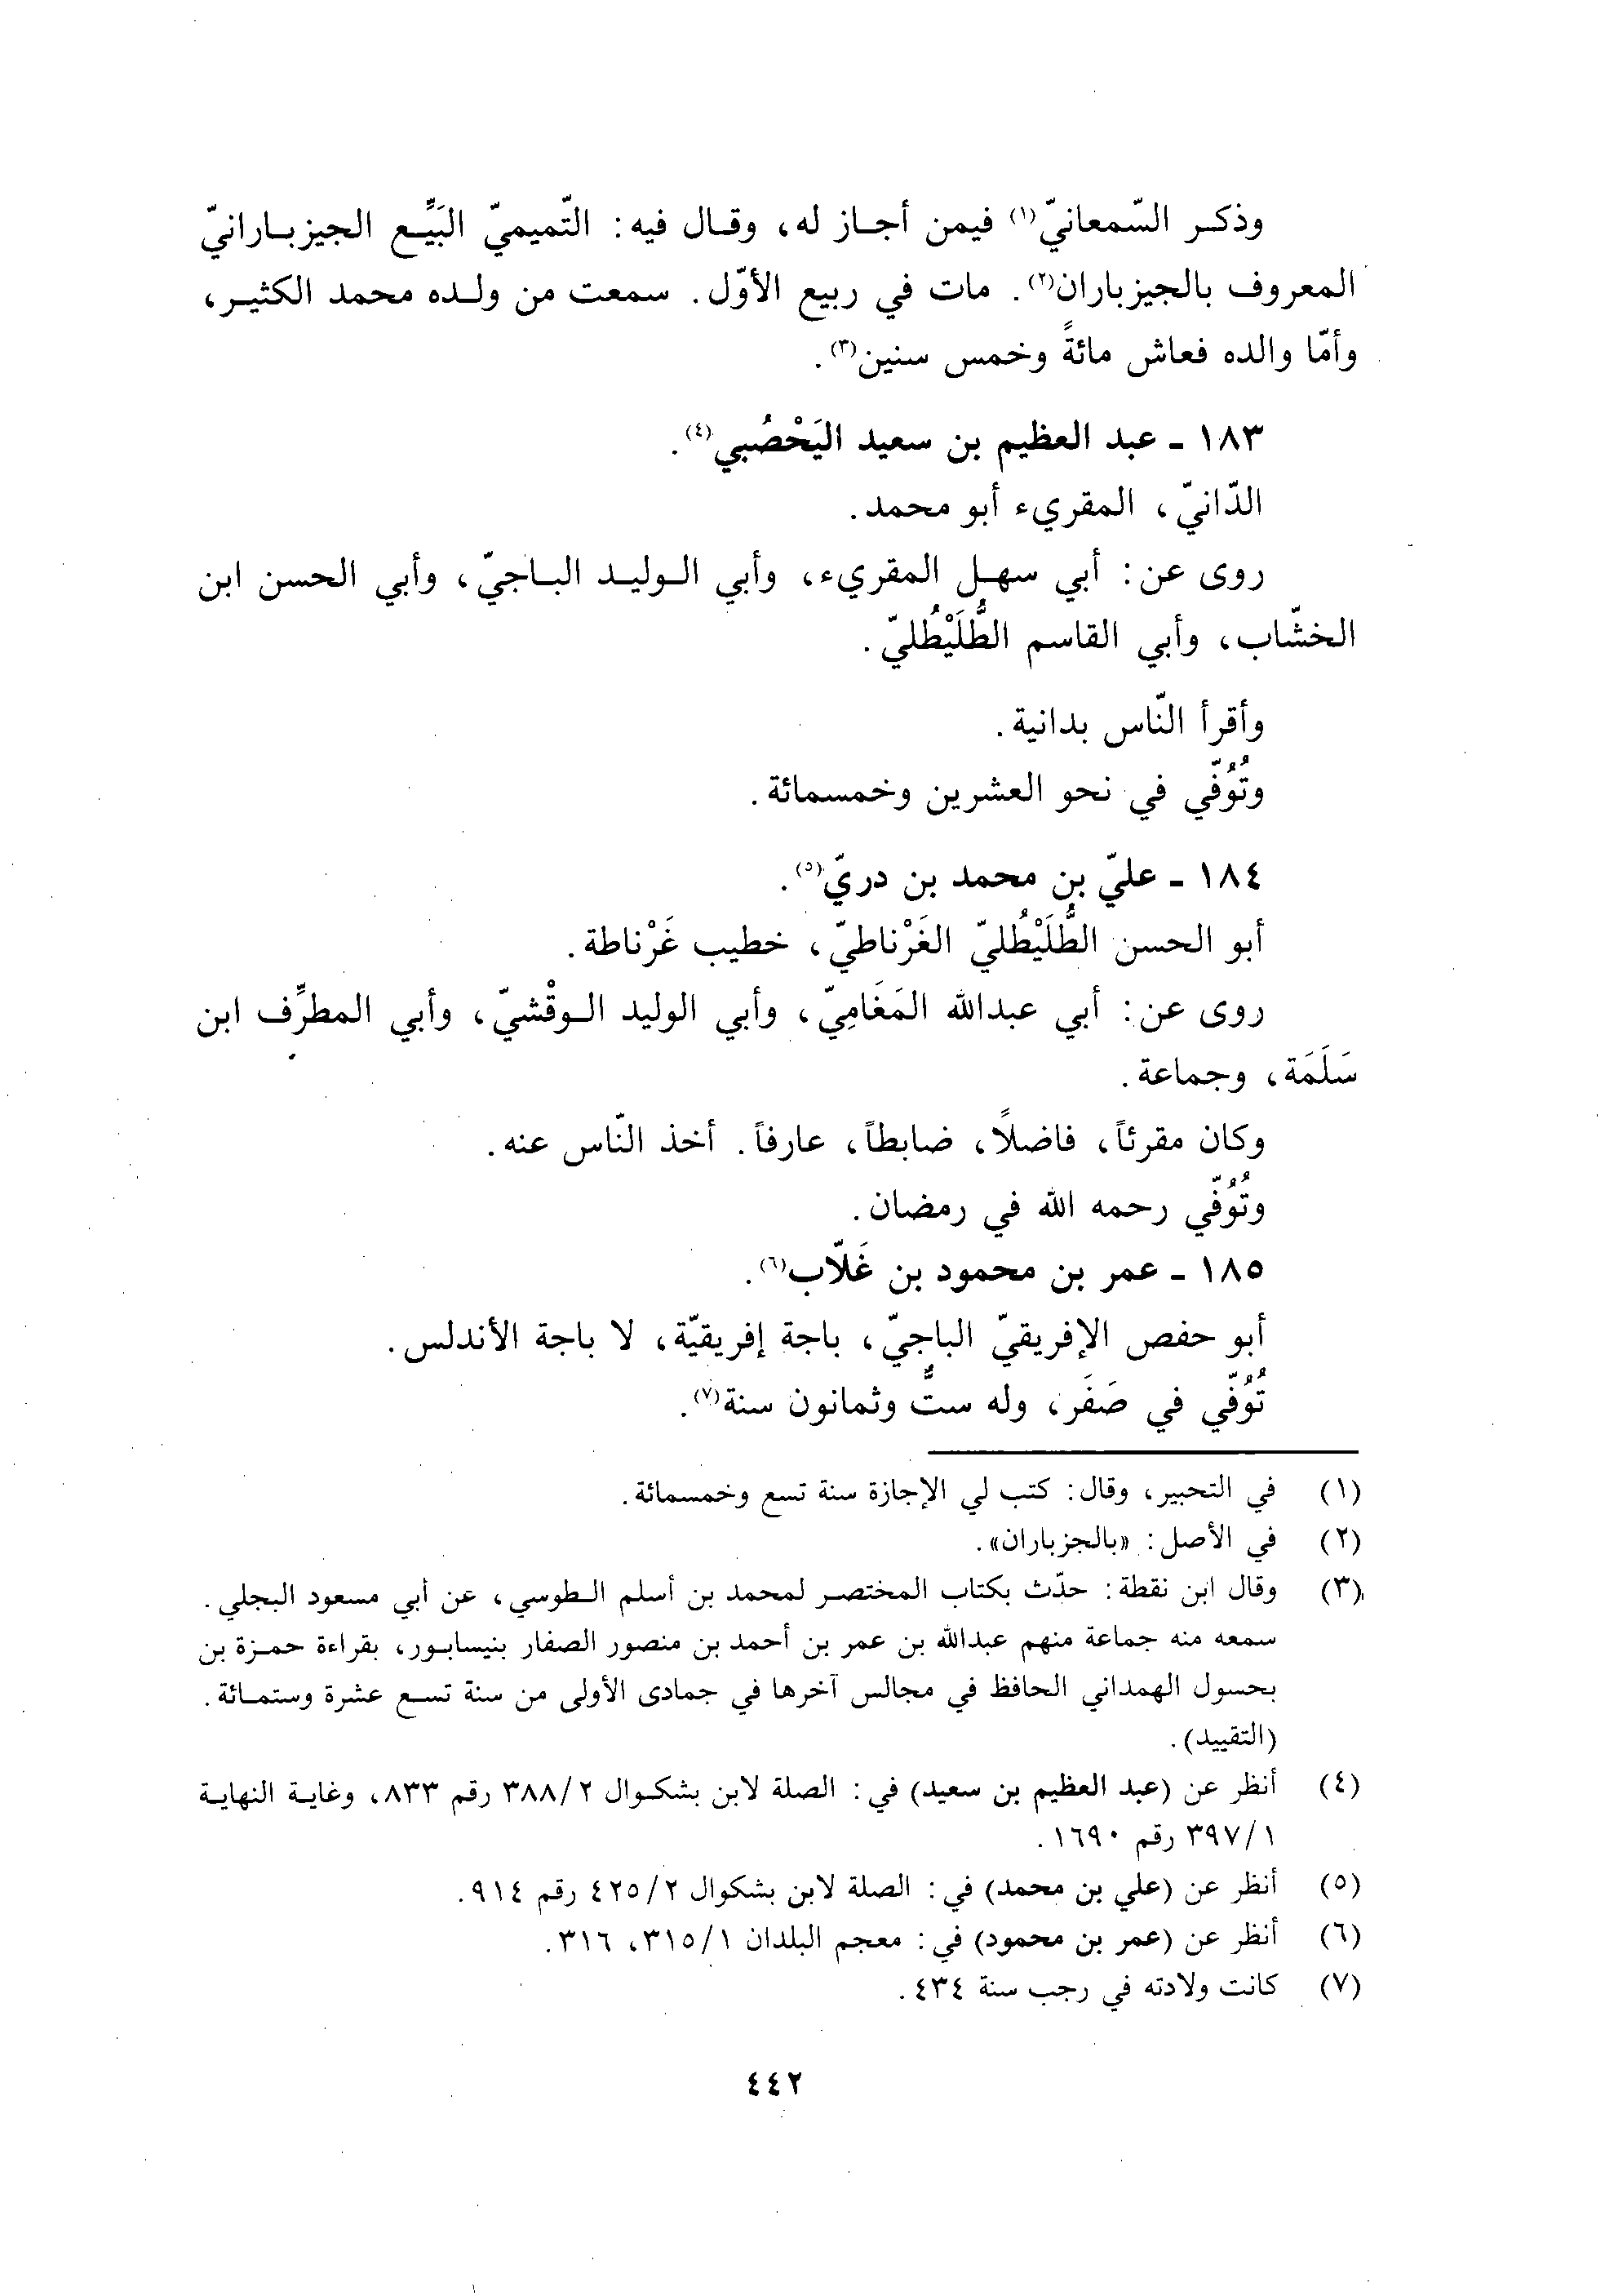 وذكر السّمعانيّ(١) فيمن أجاز له، وقال فيه: التّميميّ البَيِّع الجيزبارانيّ
المعروف بالجيزباران(٢). مات في ربيع الأوّل. سمعت من ولده محمد الكثير،
وأمّا والده فعاش مائةً وخمس سنين(٣).
١٨٣ ـ عبد العظيم بن سعيد اليَحْصُبي(٤).
الدّانيّ، المقريء أبو محمد.
روى عن: أبي سهل المقريء، وأبي الوليد الباجيّ، وأبي الحسن ابن
الخشّاب، وأبي القاسم الطُّلَيْطُليّ.
وأقرأ النّاس بدانية.
وتُوُفّي في نحو العشرين وخمسمائة.
١٨٤ ـ عليّ بن محمد بن دريّ(٥).
أبو الحسن الطُّلَيْطُليّ الغَرْناطيّ، خطيب غَرْناطة.
روى عن: أبي عبدالله المَغَامِيّ، وأبي الوليد الوقْشيّ، وأبي المطرِّف ابن
سَلَمَة، وجماعة.
وكان مقرئاً، فاضلاً، ضابطاً، عارفاً. أخذ النّاس عنه.
وتُوُفّي رحمه الله في رمضان.
١٨٥ ـ عمر بن محمود بن غَلّاب(٦).
أبو حفص الإفريقيّ الباجيّ، باجة إفريقيّة، لا باجة الأندلس.
تُوُفّي في صَفَر، وله ستٌّ وثمانون سنة(٧).
(١) في التحبير، وقال: كتب لي الإجازة سنة تسع وخمسمائة.
(٢) في الأصل: «بالجزباران».
(٣) وقال ابن نقطة: حدّث بكتاب المختصر لمحمد بن أسلم الطوسي، عن أبي مسعود البجلي.
سمعه منه جماعة منهم عبدالله بن عمر بن أحمد بن منصور الصفار بنيسابور، بقراءة حمزة بن
بحسول الهمداني الحافظ في مجالس آخرها في جمادى الأولى من سنة تسع عشرة وستمائة.
(التقييد).
(٤) أنظر عن (عبد العظيم بن سعيد) في: الصلة لابن بشكوال ٣٨٨/٢ رقم ٨٣٣، وغاية النهاية
٣٩٧/١ رقم ١٦٩٠.
(٥) أنظر عن (علي بن محمد) في: الصلة لابن بشكوال ٤٢٥/٢ رقم ٩١٤.
(٦) أنظر عن (عمر بن محمود) في: معجم البلدان ٣١٥/١، ٣١٦.
(٧) كانت ولادته في رجب سنة ٤٣٤.
٤٤٢